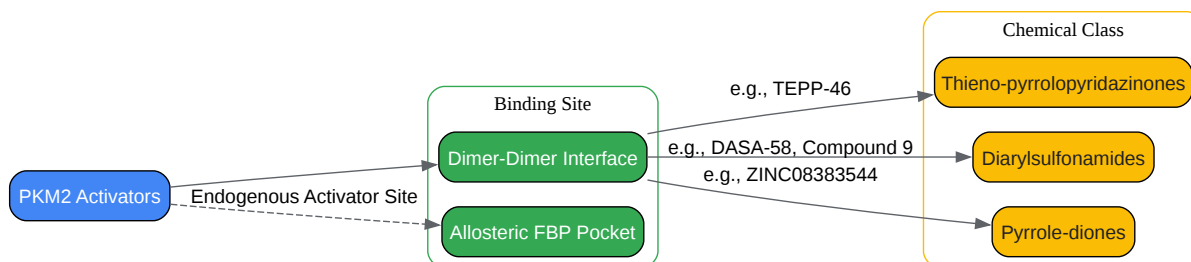 Chemical Class
Thieno-pyrrolopyridazinones
e.g., TEPP-46
Binding Site
Dimer-Dimer Interface
e.g., DASA-58, Compound 9
Diarylsulfonamides
e.g., ZINC08383544
PKM2 Activators
Endogenous Activator Site
Allosteric FBP Pocket
Pyrrole-diones